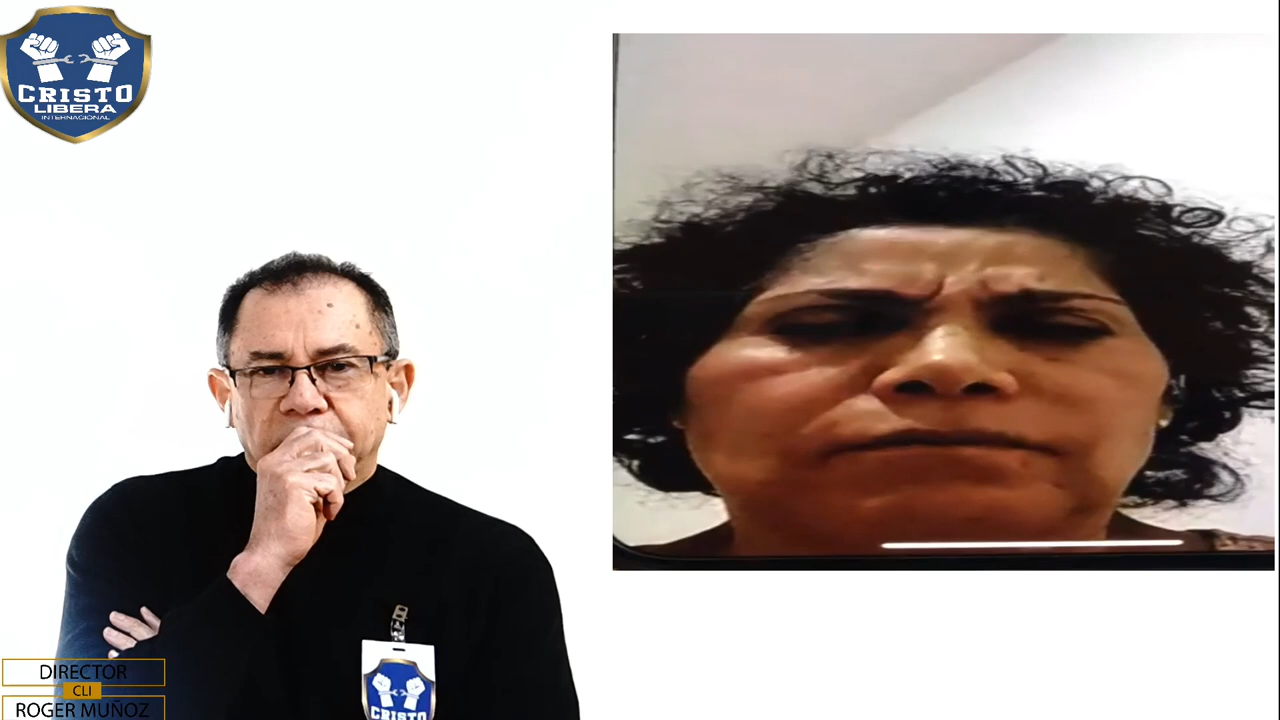 CRISTO
LIBERA
INTERNACIONAL
CRISTO
DIRECTOR
CLI
ROGER MUÑOZ